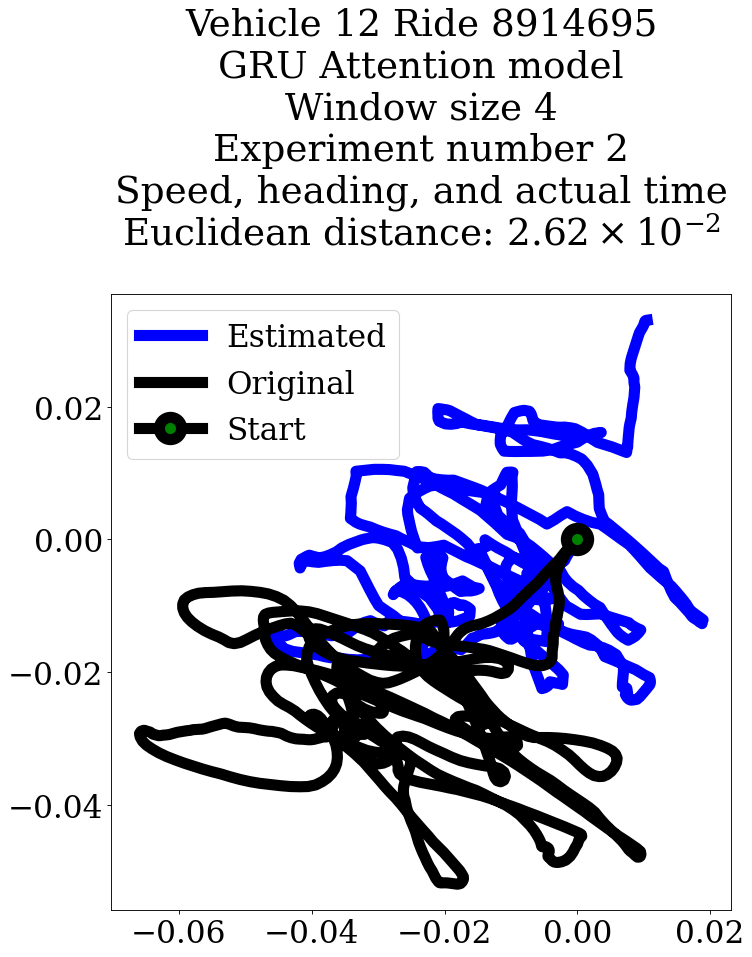 Vehicle 12 Ride 8914695
GRU Attention model
Window size 4
Experiment number 2
Speed, heading, and actual time
Euclidean distance: 2.62 × 10⁻²
Estimated
Original
Start
0.02
0.00
−0.02
−0.04
−0.06 −0.04 −0.02 0.00 0.02